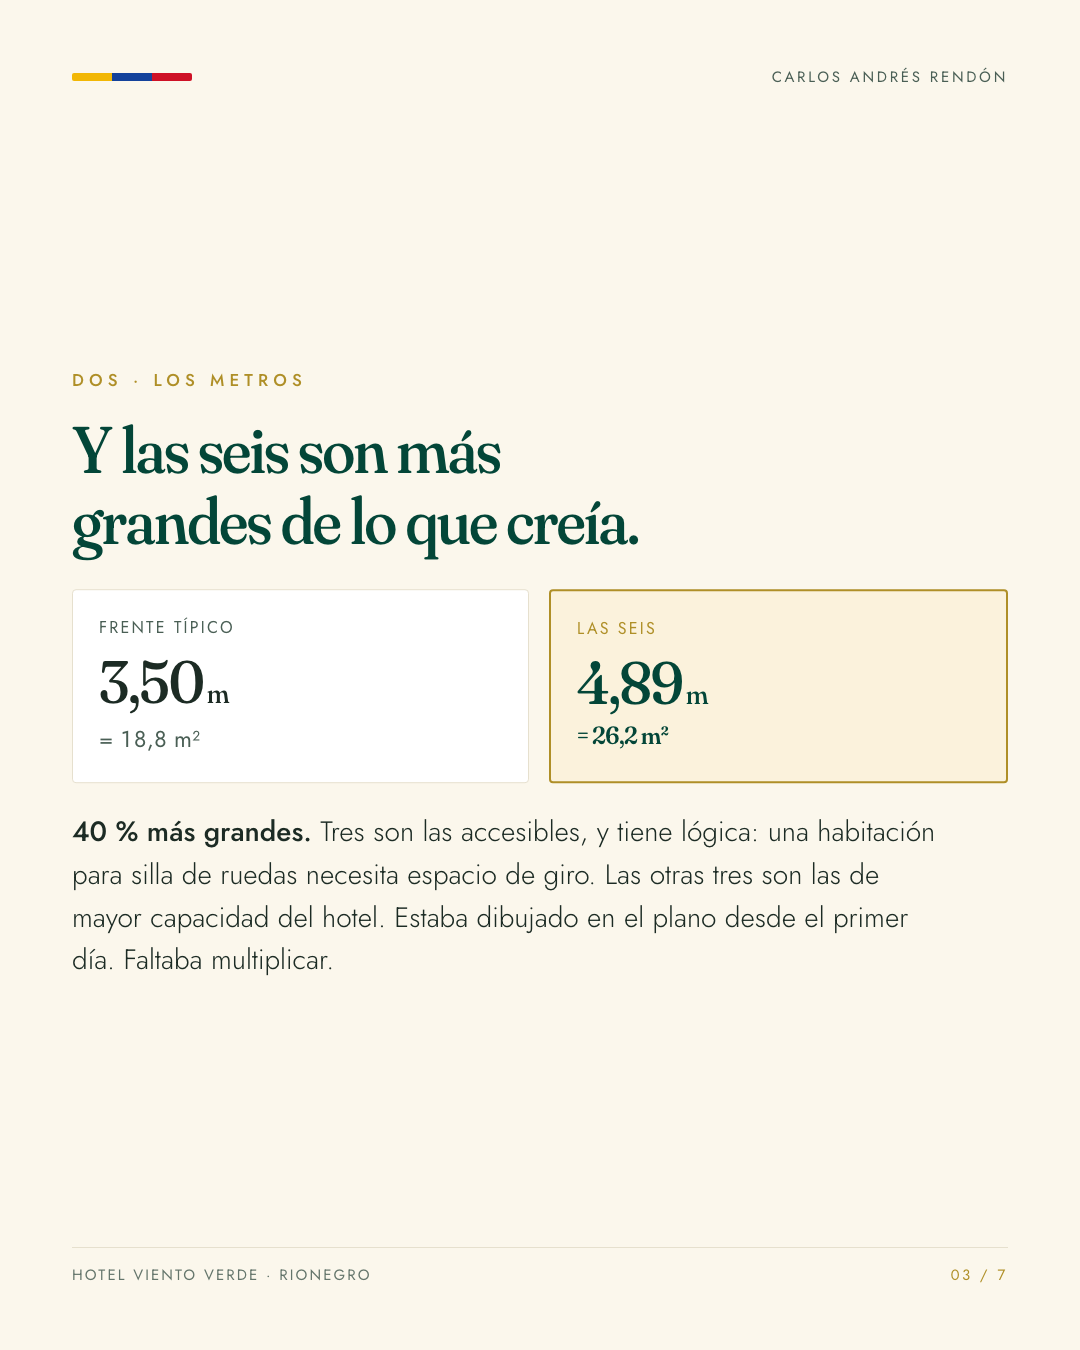 CARLOS ANDRÉS RENDÓN
DOS · LOS METROS
Y las seis son más
grandes de lo que creía.
FRENTE TÍPICO
3,50 m
= 18,8 m²
LAS SEIS
4,89 m
= 26,2 m²
40 % más grandes. Tres son las accesibles, y tiene lógica: una habitación
para silla de ruedas necesita espacio de giro. Las otras tres son las de
mayor capacidad del hotel. Estaba dibujado en el plano desde el primer
día. Faltaba multiplicar.
HOTEL VIENTO VERDE · RIONEGRO
03 / 7